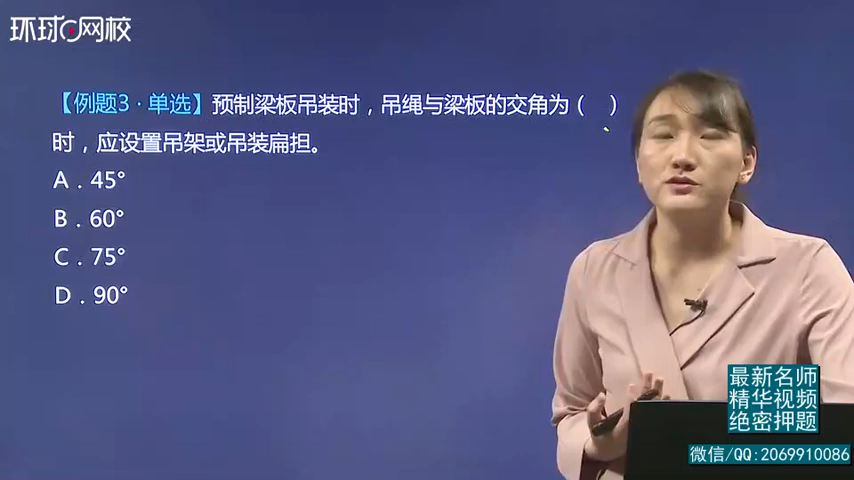 环球网校
【例题3·单选】预制梁板吊装时，吊绳与梁板的交角为（ ）
时，应设置吊架或吊装扁担。
A．45°
B．60°
C．75°
D．90°
最新名师
精华视频
绝密押题
微信/QQ:2069910086